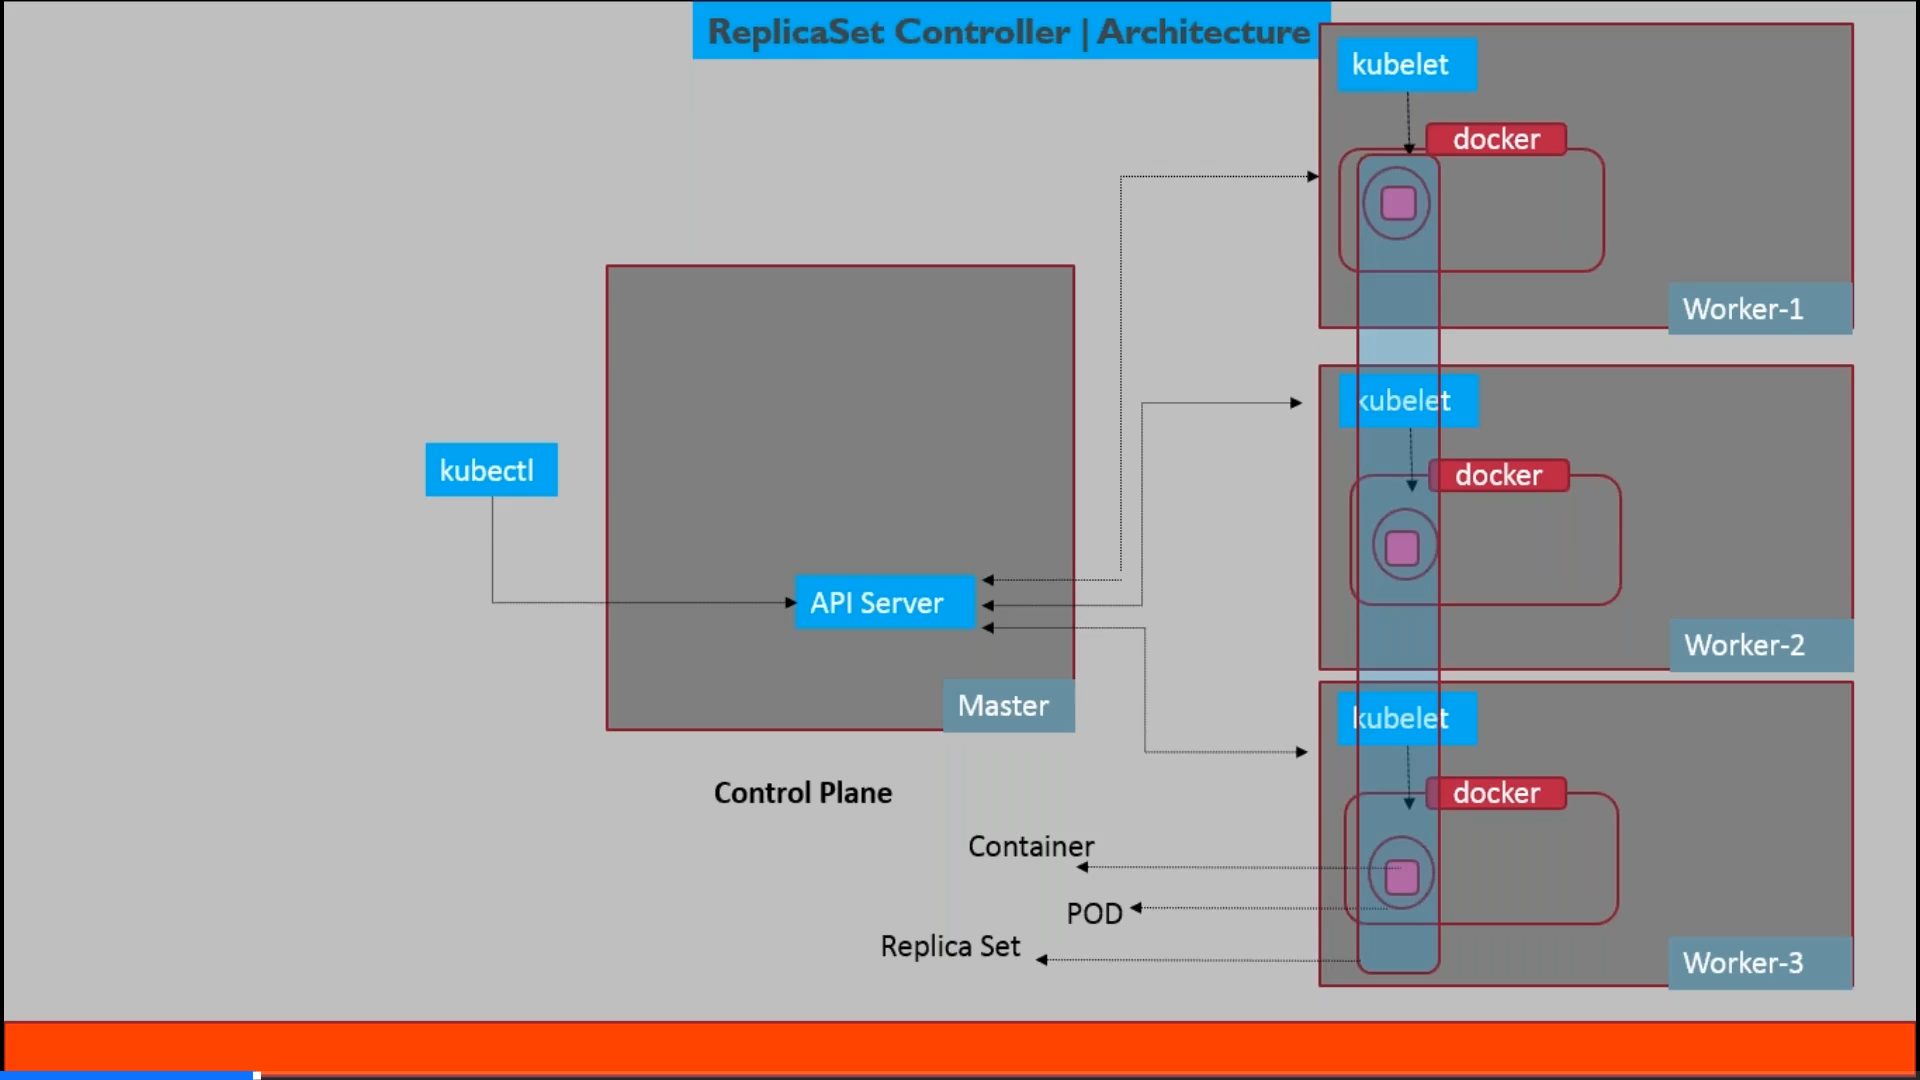 ReplicaSet Controller | Architecture
kubelet
docker
Worker-1
kubelet
docker
Worker-2
kubectl
API Server
Master
Control Plane
kubelet
docker
Container
POD
Replica Set
Worker-3